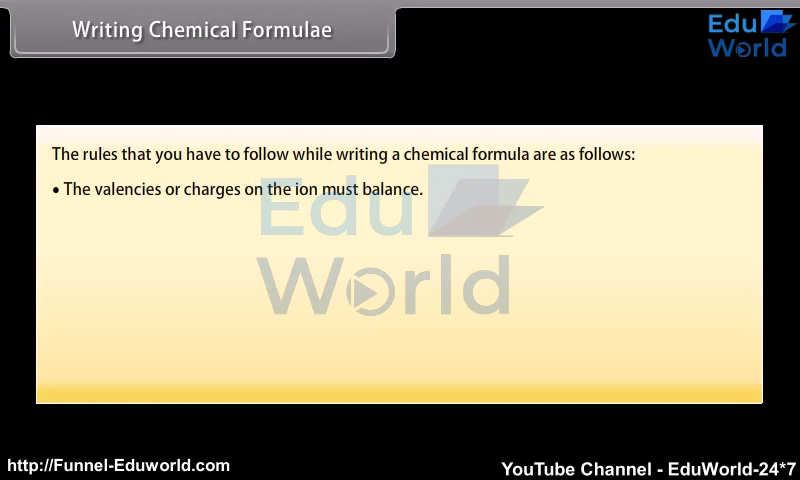 Writing Chemical Formulae
Edu
World
The rules that you have to follow while writing a chemical formula are as follows:
• The valencies or charges on the ion must balance.
Edu
World
http://Funnel-Eduworld.com
YouTube Channel - EduWorld-24*7